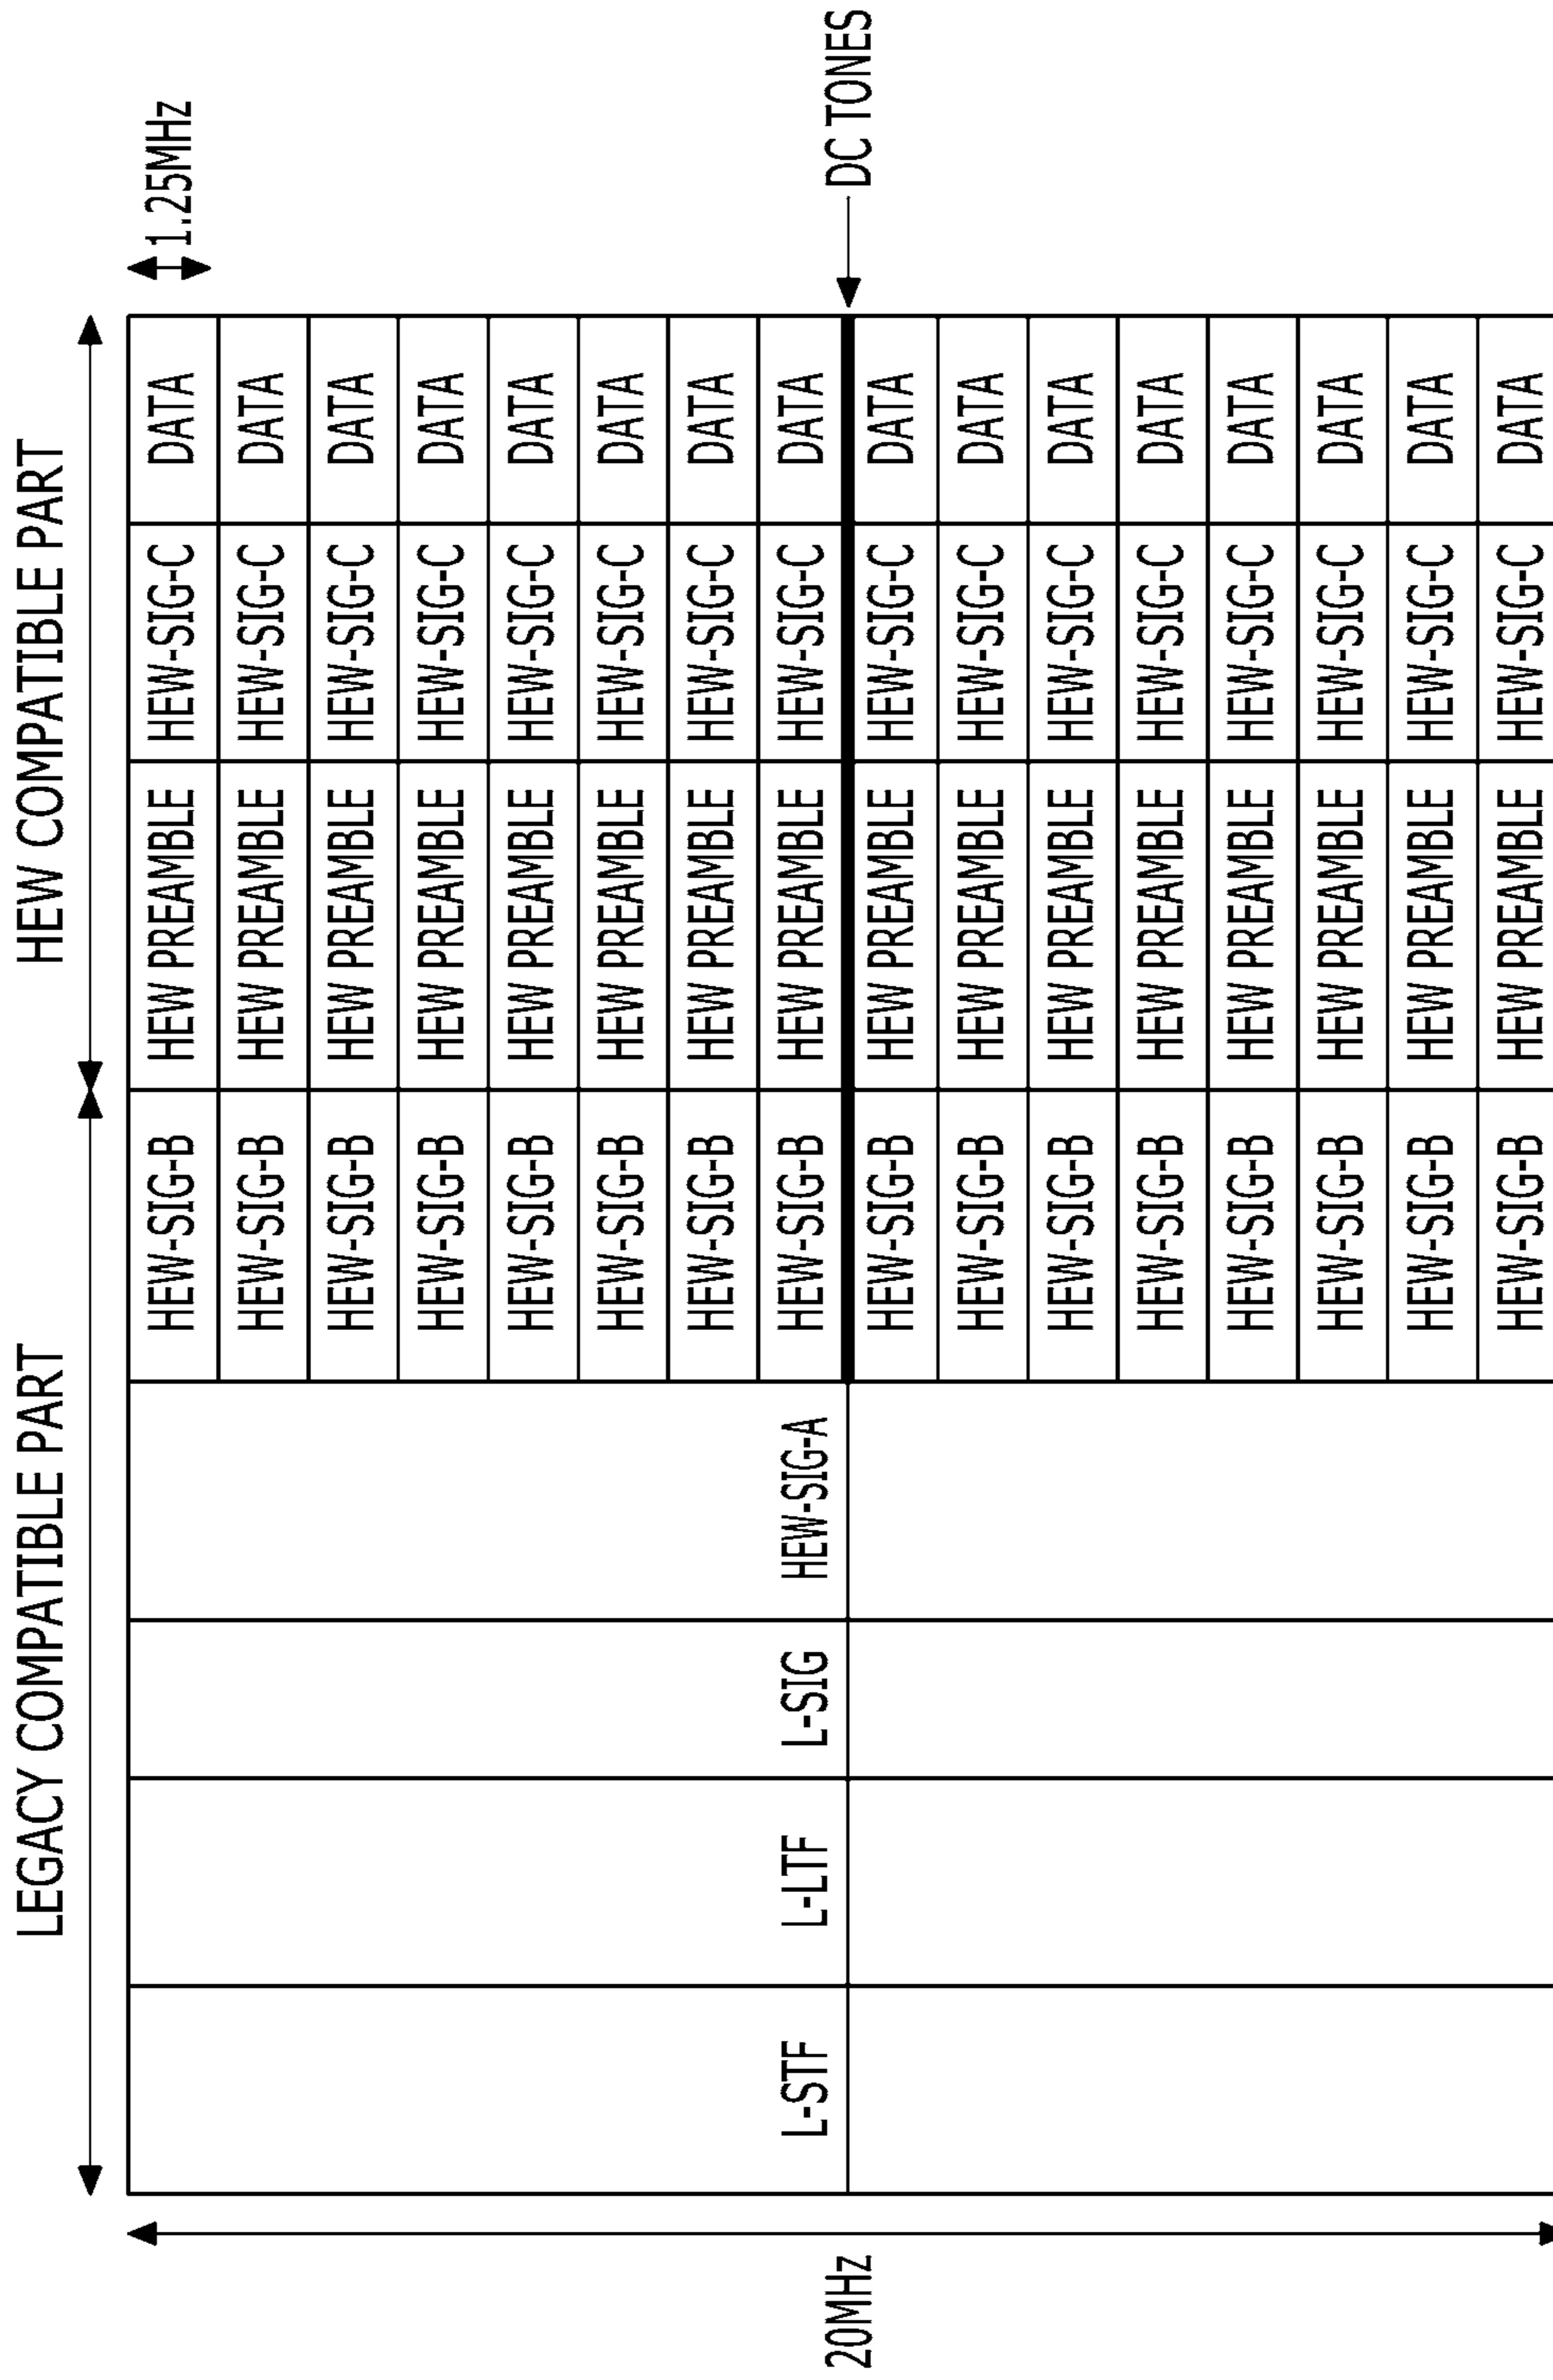 LEGACY COMPATIBLE PART HEW COMPATIBLE PART
HEW-SIG-B HEW PREAMBLE HEW-SIG-C DATA 1.25MHz
HEW-SIG-B HEW PREAMBLE HEW-SIG-C DATA
HEW-SIG-B HEW PREAMBLE HEW-SIG-C DATA
HEW-SIG-B HEW PREAMBLE HEW-SIG-C DATA
HEW-SIG-B HEW PREAMBLE HEW-SIG-C DATA
HEW-SIG-B HEW PREAMBLE HEW-SIG-C DATA
HEW-SIG-B HEW PREAMBLE HEW-SIG-C DATA
L-STF L-LTF L-SIG HEW-SIG-A HEW-SIG-B HEW PREAMBLE HEW-SIG-C DATA
20MHz DC TONES
HEW-SIG-B HEW PREAMBLE HEW-SIG-C DATA
HEW-SIG-B HEW PREAMBLE HEW-SIG-C DATA
HEW-SIG-B HEW PREAMBLE HEW-SIG-C DATA
HEW-SIG-B HEW PREAMBLE HEW-SIG-C DATA
HEW-SIG-B HEW PREAMBLE HEW-SIG-C DATA
HEW-SIG-B HEW PREAMBLE HEW-SIG-C DATA
HEW-SIG-B HEW PREAMBLE HEW-SIG-C DATA
HEW-SIG-B HEW PREAMBLE HEW-SIG-C DATA